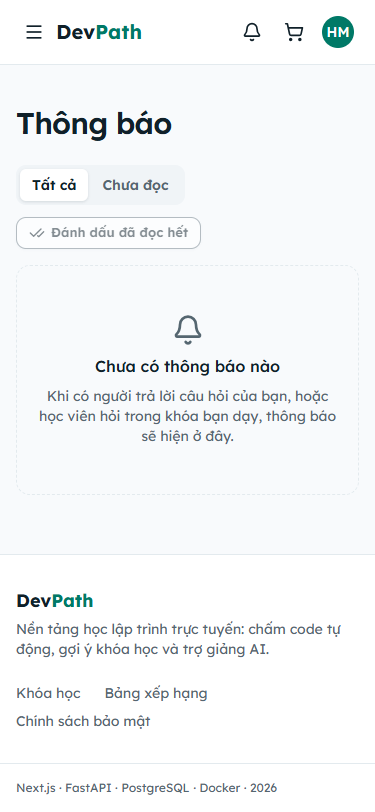 DevPath
HM
Thông báo
Tất cả
Chưa đọc
Đánh dấu đã đọc hết
Chưa có thông báo nào
Khi có người trả lời câu hỏi của bạn, hoặc
học viên hỏi trong khóa bạn dạy, thông báo
sẽ hiện ở đây.
DevPath
Nền tảng học lập trình trực tuyến: chấm code tự
động, gợi ý khóa học và trợ giảng AI.
Khóa học
Bảng xếp hạng
Chính sách bảo mật
Next.js · FastAPI · PostgreSQL · Docker · 2026